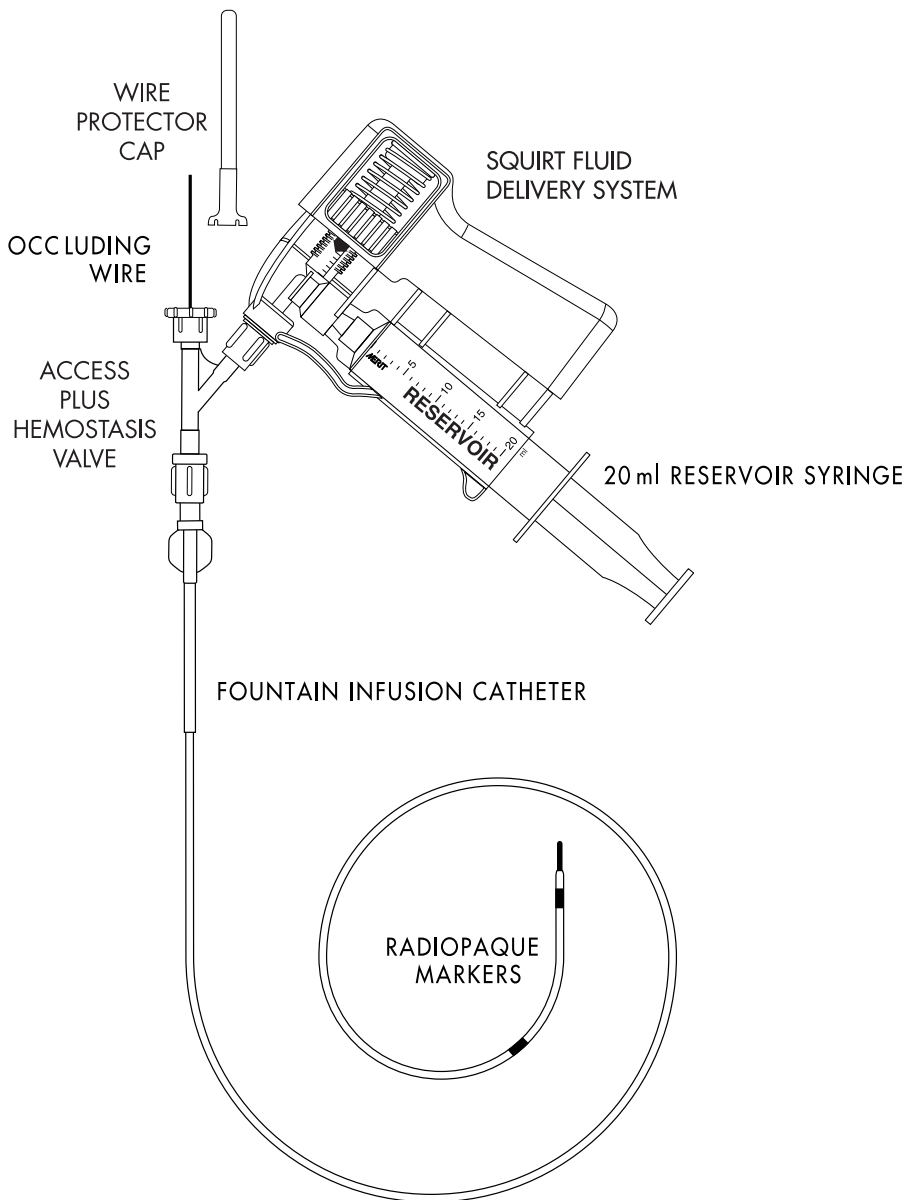 WIRE
PROTECTOR
CAP
SQUIRT FLUID
DELIVERY SYSTEM
OCCLUDING
WIRE
ACCESS
PLUS
HEMOSTASIS
VALVE
MERIT
5
10
15
20
ml
RESERVOIR
20 ml RESERVOIR SYRINGE
FOUNTAIN INFUSION CATHETER
RADIOPAQUE
MARKERS